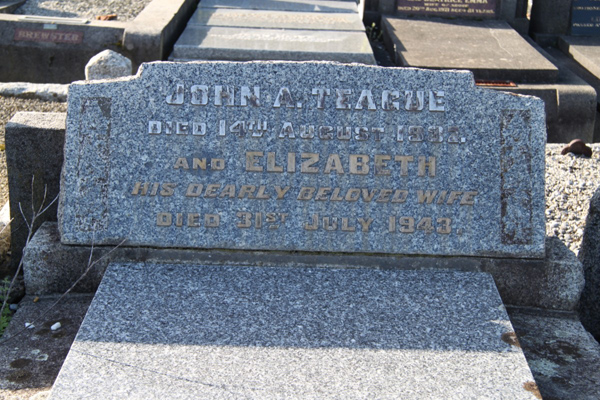 BREWSTER
JOHN A. TEAGUE
DIED 14TH AUGUST
AND ELIZABETH
HIS DEARLY BELOVED WIFE
DIED 31ST JULY 1943.